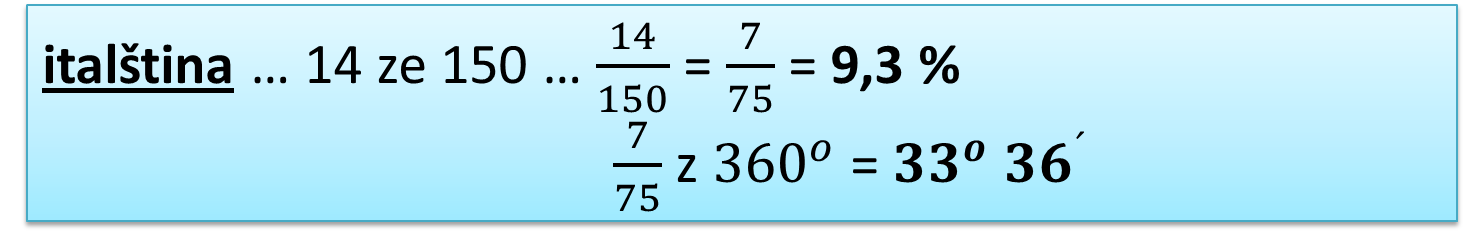 italština ... 14 ze 150 ... 14/150 = 7/75 = 9,3 %
7/75 z 360° = 33° 36´